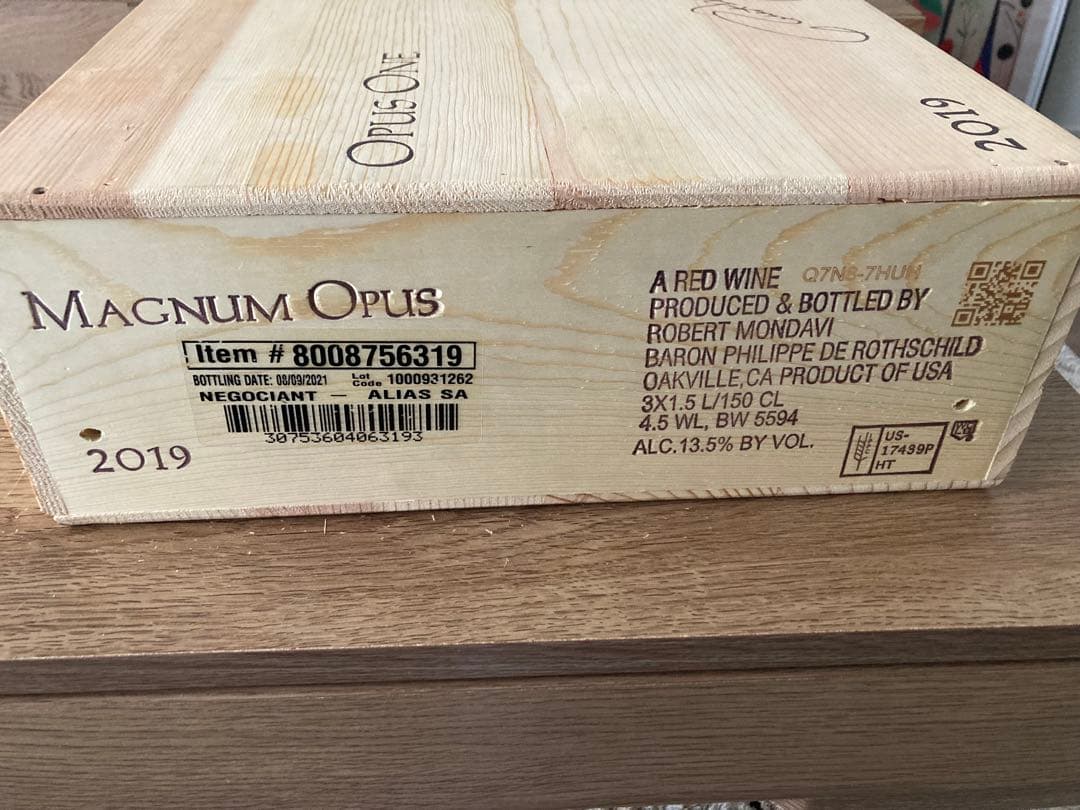 OPUS ONE
2019
MAGNUM OPUS
Item # 8008756319
BOTTLING DATE: 08/09/2021 Lot Code 1000931262
NEGOCIANT — ALIAS SA
30753604063193
2019
A RED WINE
PRODUCED & BOTTLED BY
ROBERT MONDAVI
BARON PHILIPPE DE ROTHSCHILD
OAKVILLE, CA PRODUCT OF USA
3X1.5 L/150 CL
4.5 WL, BW 5594
ALC. 13.5% BY VOL.
US-
17439P
HT